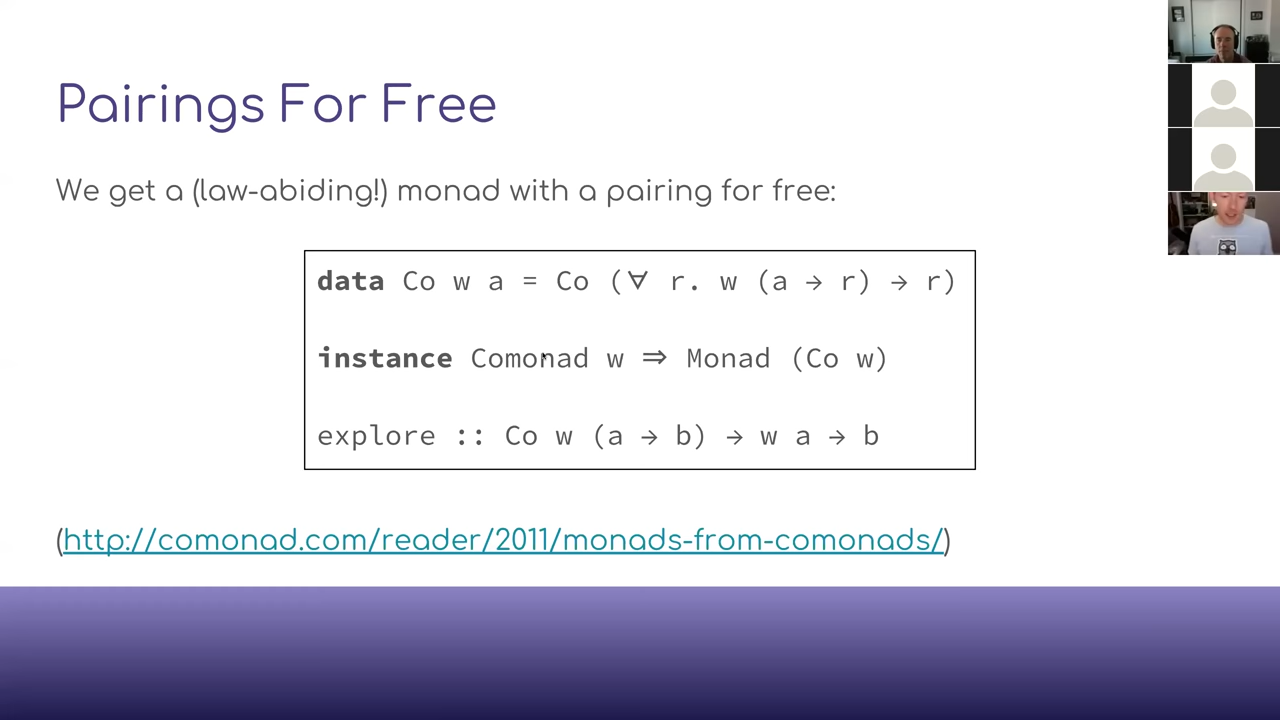 Pairings For Free
We get a (law-abiding!) monad with a pairing for free:
data Co w a = Co (∀ r. w (a → r) → r)
instance Comonad w ⇒ Monad (Co w)
explore :: Co w (a → b) → w a → b
(http://comonad.com/reader/2011/monads-from-comonads/)